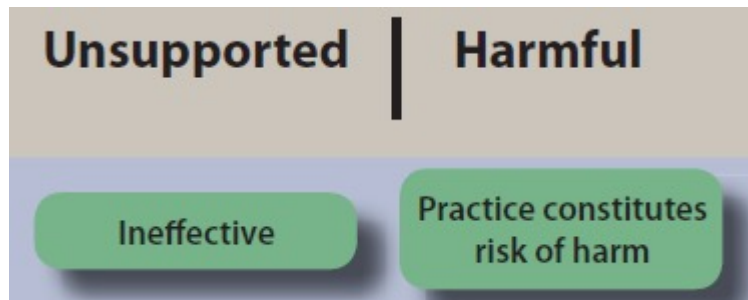 Unsupported
Harmful
Ineffective
Practice constitutes
risk of harm